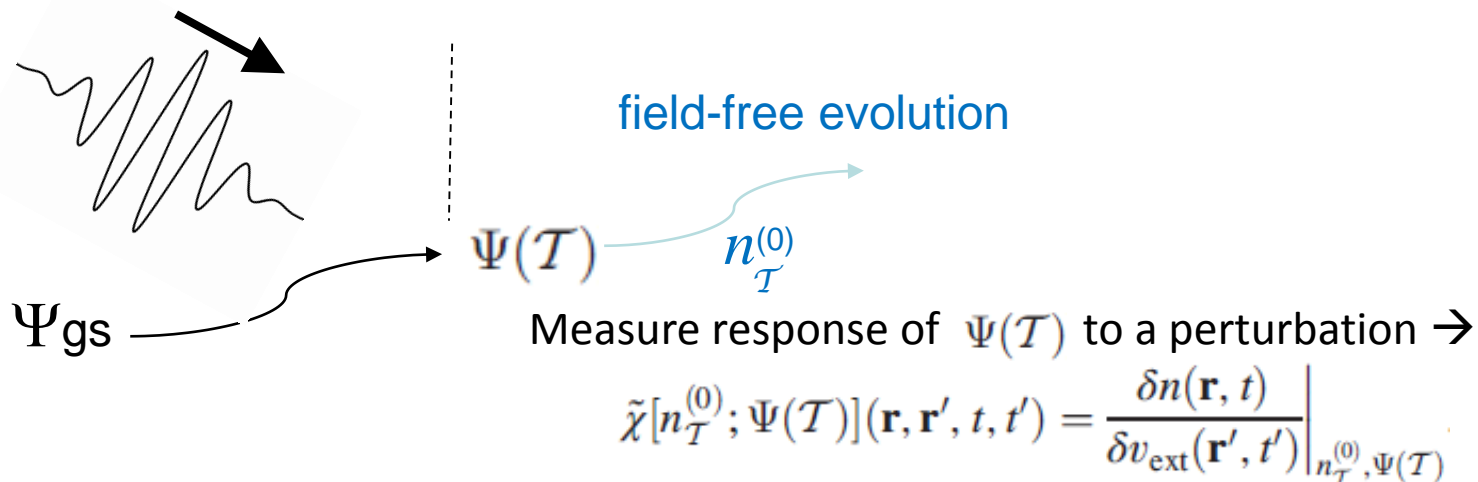 field-free evolution
Ψ(𝒯)
n_𝒯^(0)
Ψgs
Measure response of Ψ(𝒯) to a perturbation →
χ̃[n_𝒯^(0); Ψ(𝒯)](r, r′, t, t′) = δn(r, t) / δv_ext(r′, t′) |_{n_𝒯^(0), Ψ(𝒯)}